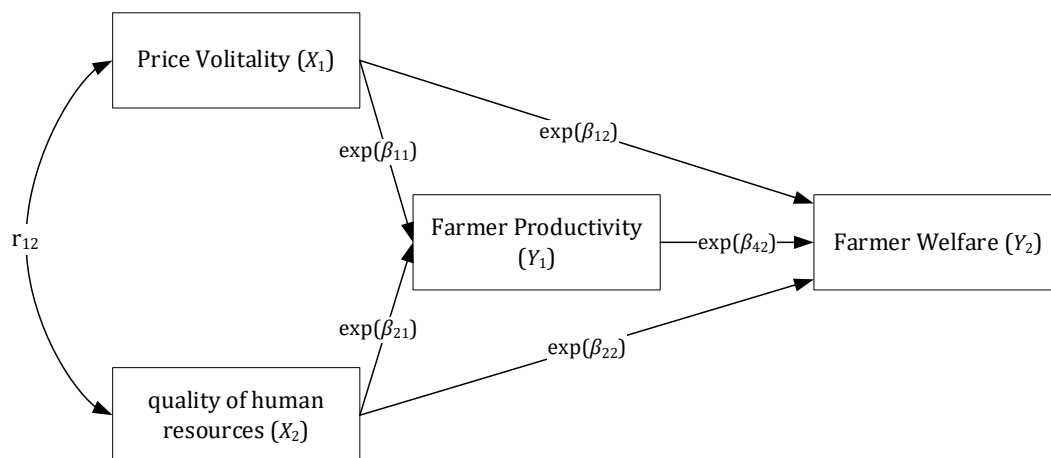 Price Volitality (X₁)
exp(β₁₂)
exp(β₁₁)
r₁₂
Farmer Productivity
(Y₁)
exp(β₄₂)
Farmer Welfare (Y₂)
exp(β₂₁)
exp(β₂₂)
quality of human
resources (X₂)